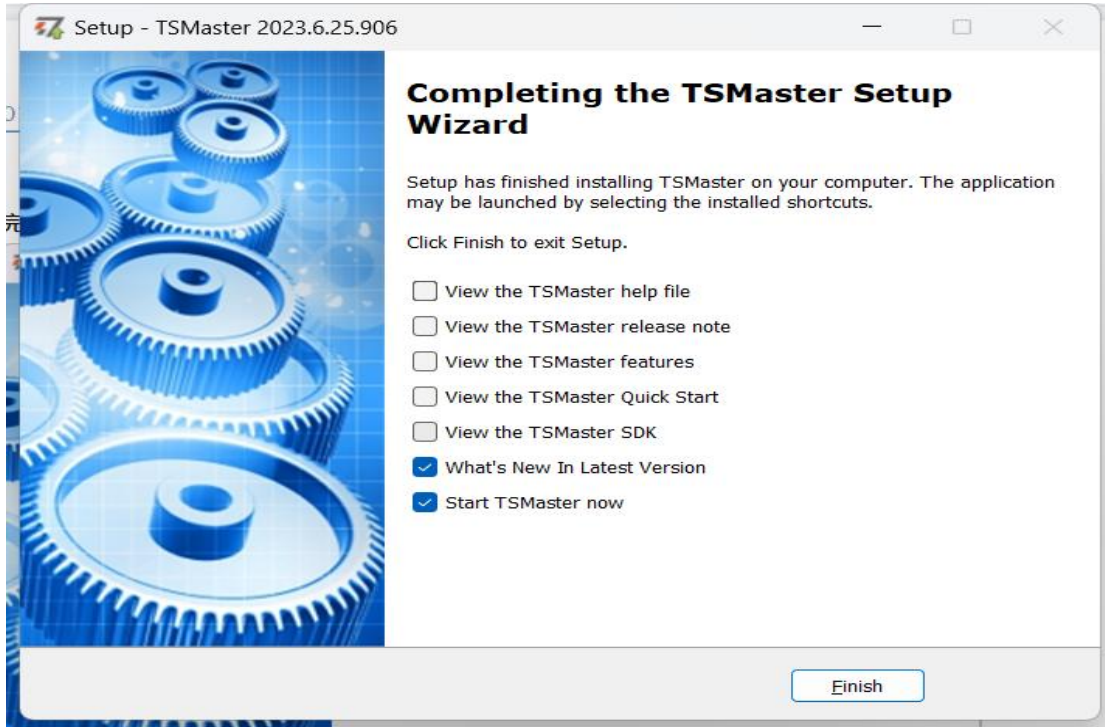 Setup - TSMaster 2023.6.25.906
Completing the TSMaster Setup
Wizard
Setup has finished installing TSMaster on your computer. The application
may be launched by selecting the installed shortcuts.
Click Finish to exit Setup.
View the TSMaster help file
View the TSMaster release note
View the TSMaster features
View the TSMaster Quick Start
View the TSMaster SDK
What's New In Latest Version
Start TSMaster now
Finish